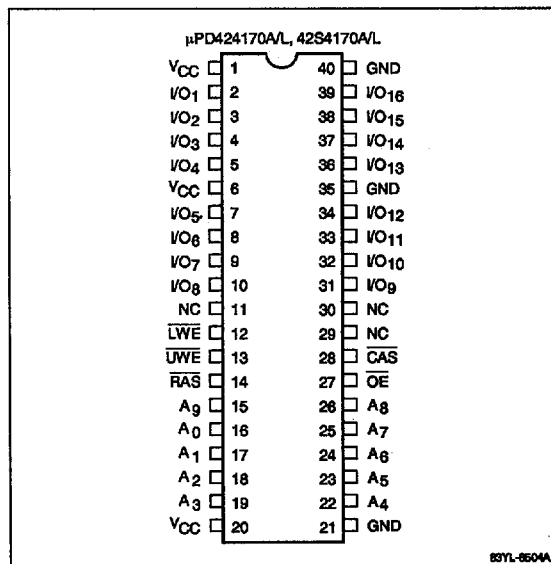 μPD424170A/L, 42S4170A/L
VCC 1 40 GND
I/O1 2 39 I/O16
I/O2 3 38 I/O15
I/O3 4 37 I/O14
I/O4 5 36 I/O13
VCC 6 35 GND
I/O5 7 34 I/O12
I/O6 8 33 I/O11
I/O7 9 32 I/O10
I/O8 10 31 I/O9
NC 11 30 NC
LWE 12 29 NC
UWE 13 28 CAS
RAS 14 27 OE
A9 15 26 A8
A0 16 25 A7
A1 17 24 A6
A2 18 23 A5
A3 19 22 A4
VCC 20 21 GND
83YL-8504A